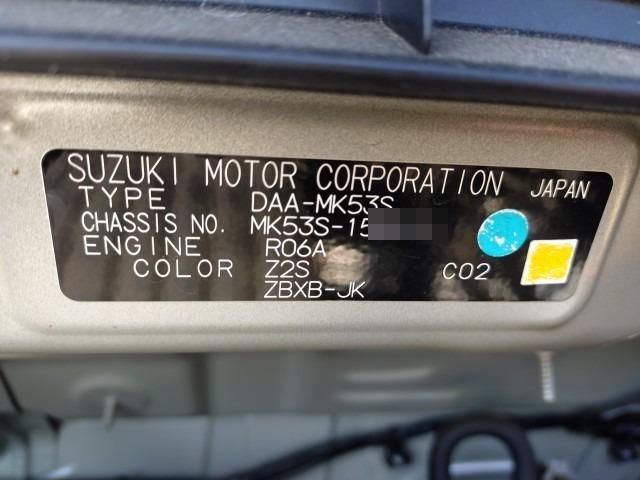 SUZUKI MOTOR CORPORATION JAPAN
TYPE DAA-MK53S
CHASSIS NO. MK53S-15
ENGINE R06A
COLOR Z2S C02
ZBXB-JK